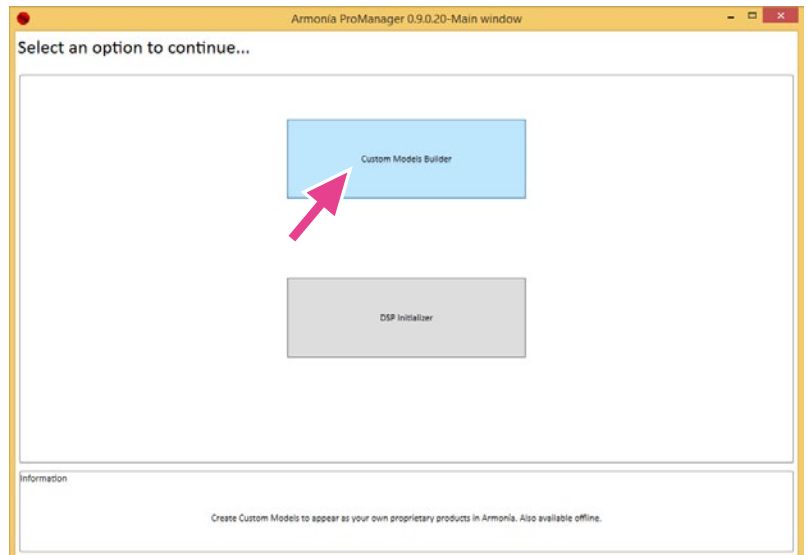 Armonía ProManager 0.9.0.20-Main window
Select an option to continue...
Custom Models Builder
DSP Initializer
Information
Create Custom Models to appear as your own proprietary products in Armonía. Also available offline.